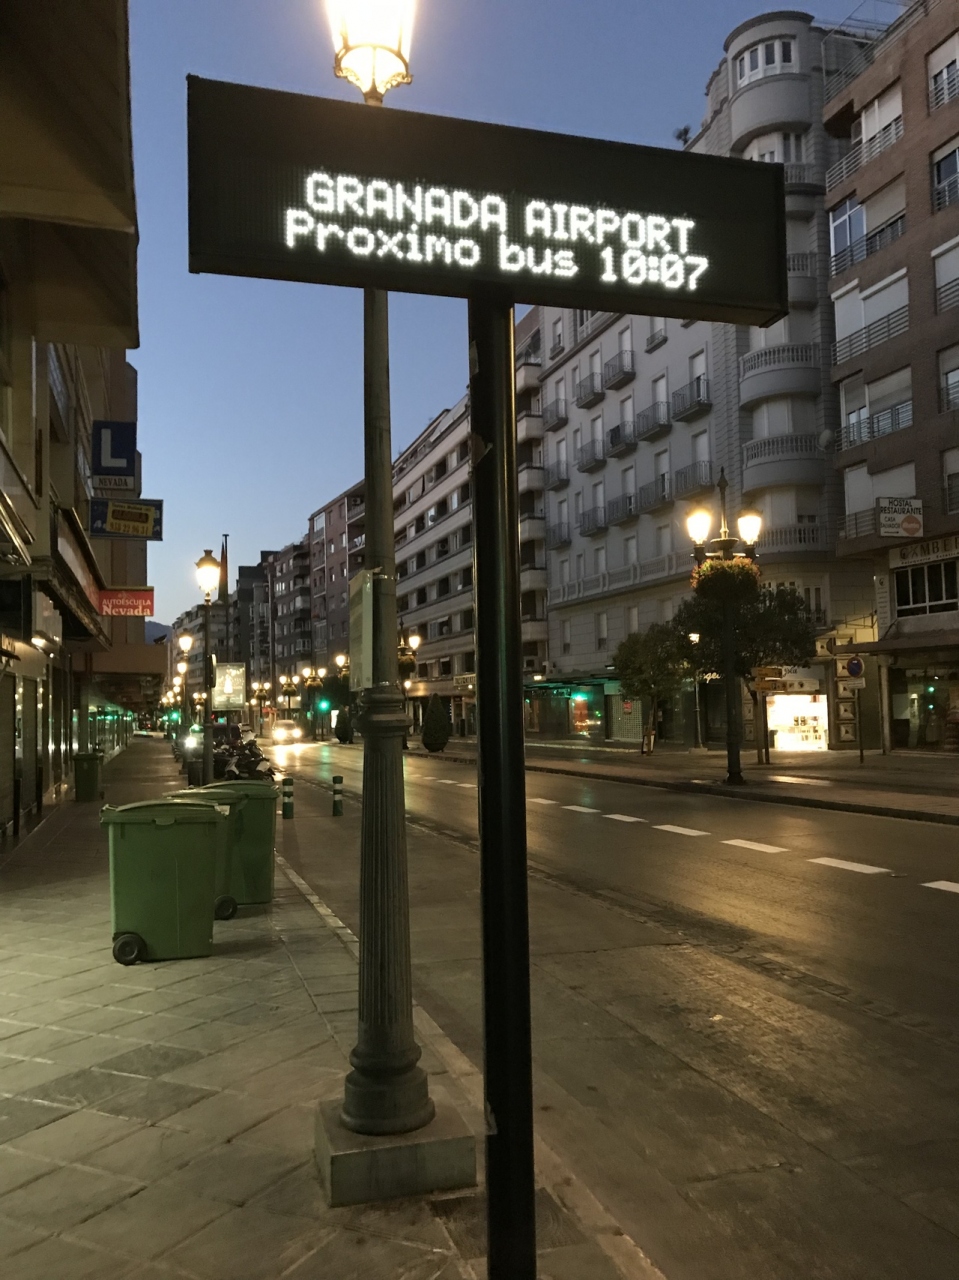 GRANADA AIRPORT
Proximo bus 10:07
L
NEVADA
AUTOESCUELA
Nevada
HOSTAL
RESTAURANTE